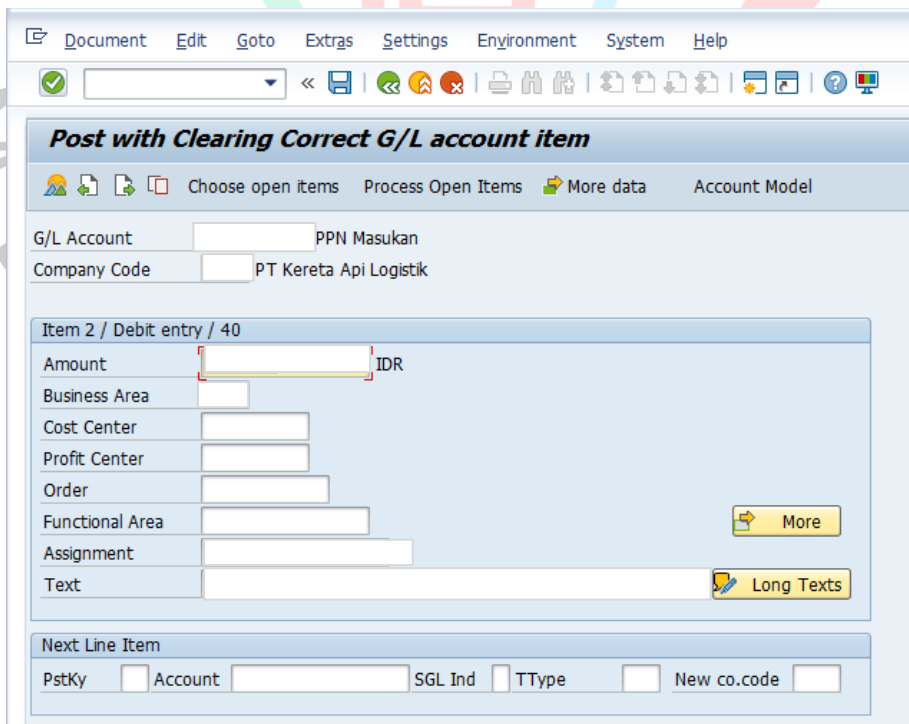 Document Edit Goto Extras Settings Environment System Help
Post with Clearing Correct G/L account item
Choose open items Process Open Items More data Account Model
G/L Account PPN Masukan
Company Code PT Kereta Api Logistik
Item 2 / Debit entry / 40
Amount IDR
Business Area
Cost Center
Profit Center
Order
Functional Area More
Assignment
Text Long Texts
Next Line Item
PstKy Account SGL Ind TType New co.code